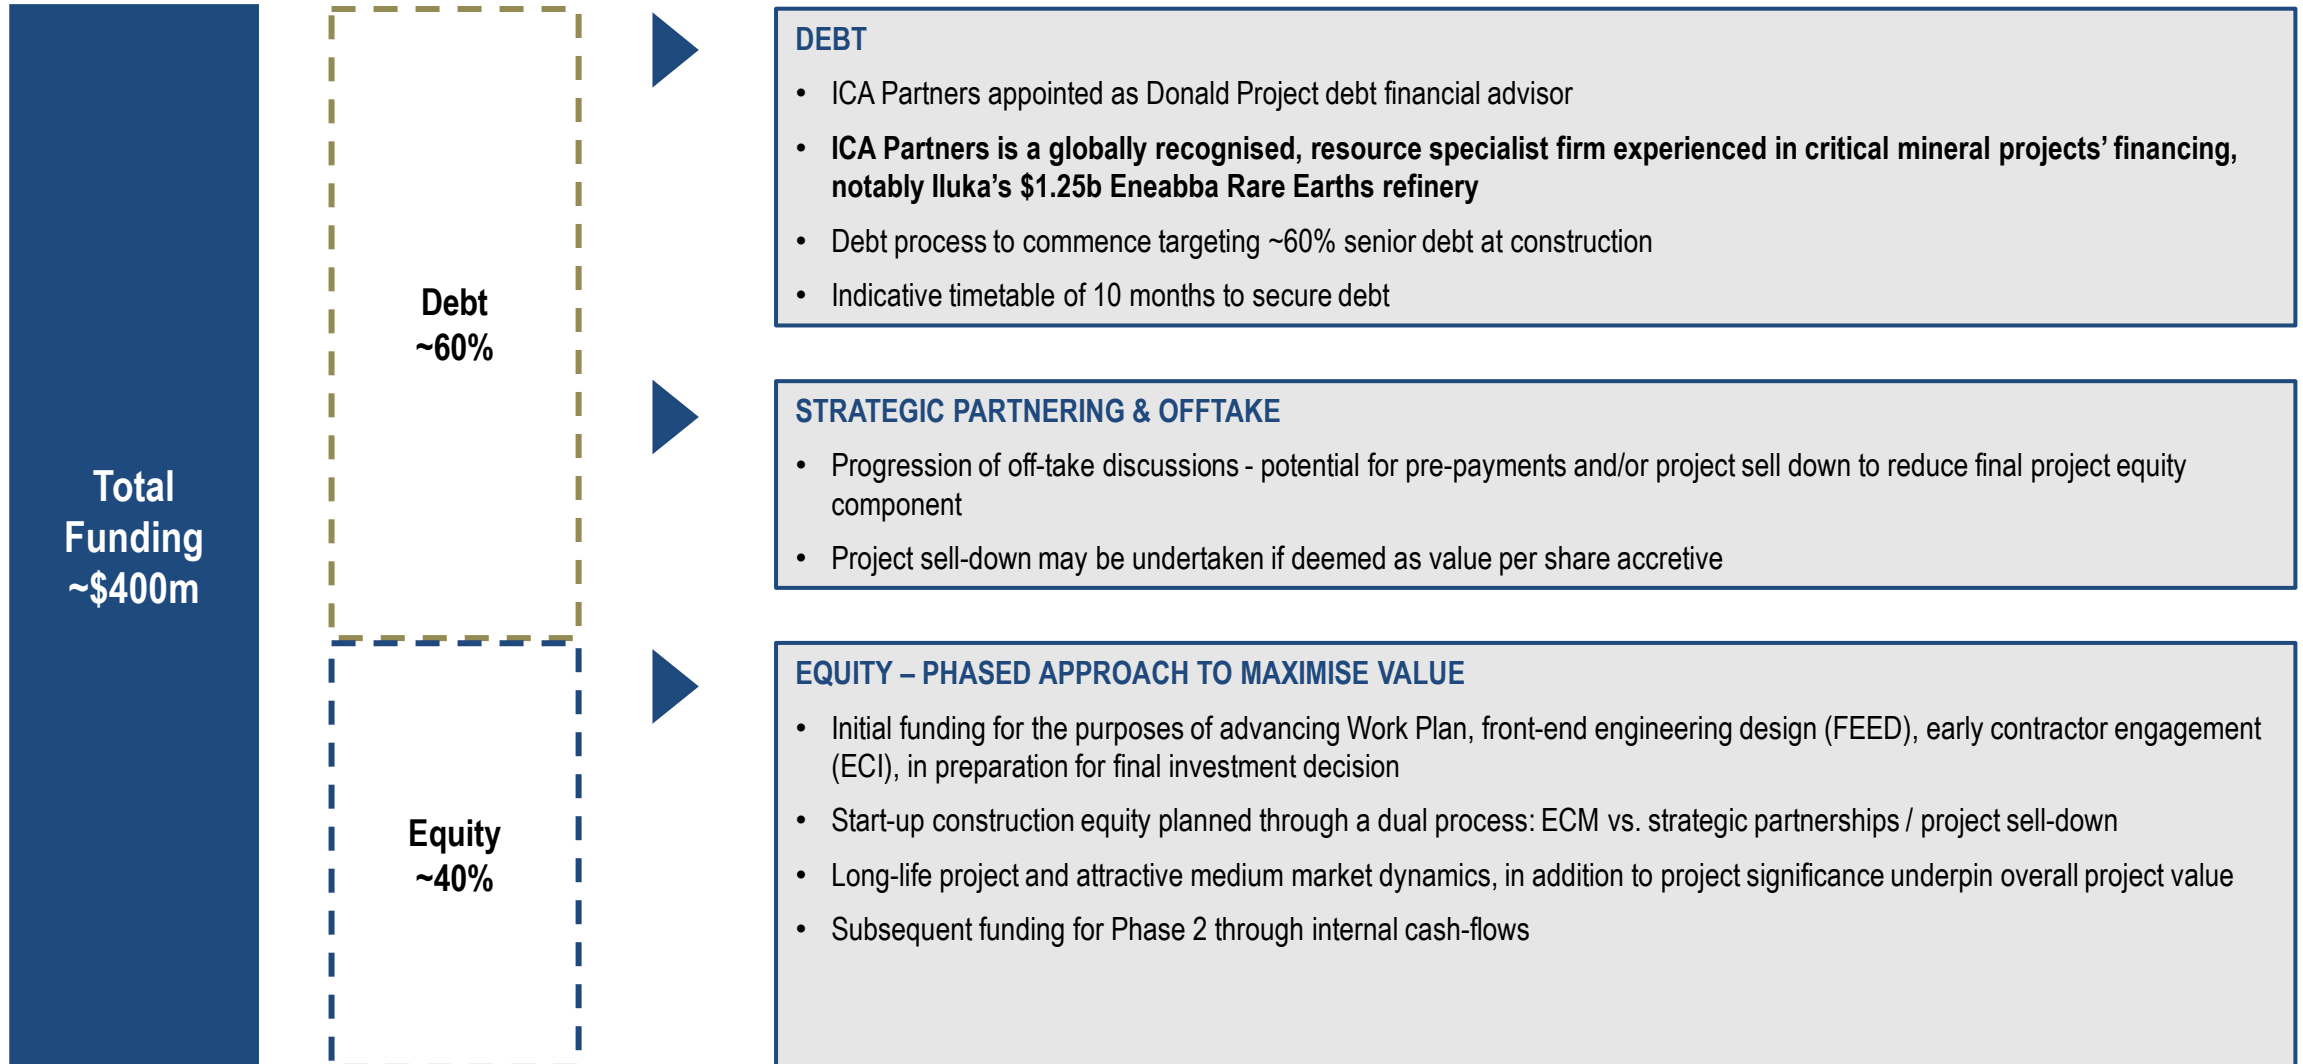 Total
Funding
~$400m
Debt
~60%
Equity
~40%
DEBT
• ICA Partners appointed as Donald Project debt financial advisor
• ICA Partners is a globally recognised, resource specialist firm experienced in critical mineral projects’ financing,
notably Iluka’s $1.25b Eneabba Rare Earths refinery
• Debt process to commence targeting ~60% senior debt at construction
• Indicative timetable of 10 months to secure debt
STRATEGIC PARTNERING & OFFTAKE
• Progression of off-take discussions - potential for pre-payments and/or project sell down to reduce final project equity
component
• Project sell-down may be undertaken if deemed as value per share accretive
EQUITY – PHASED APPROACH TO MAXIMISE VALUE
• Initial funding for the purposes of advancing Work Plan, front-end engineering design (FEED), early contractor engagement
(ECI), in preparation for final investment decision
• Start-up construction equity planned through a dual process: ECM vs. strategic partnerships / project sell-down
• Long-life project and attractive medium market dynamics, in addition to project significance underpin overall project value
• Subsequent funding for Phase 2 through internal cash-flows